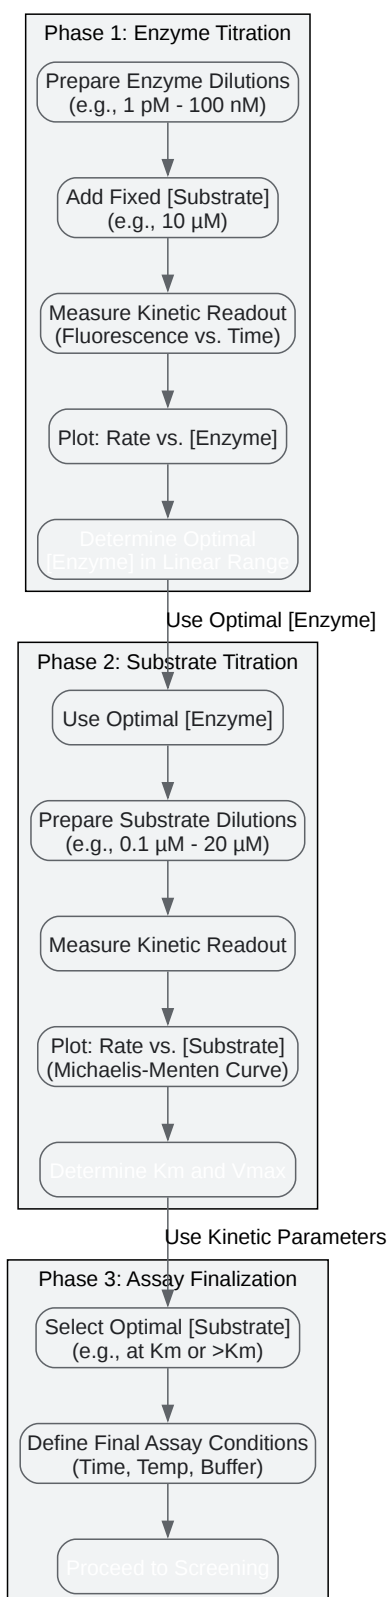 Phase 1: Enzyme Titration
Prepare Enzyme Dilutions
(e.g., 1 pM - 100 nM)
Add Fixed [Substrate]
(e.g., 10 µM)
Measure Kinetic Readout
(Fluorescence vs. Time)
Plot: Rate vs. [Enzyme]
Determine Optimal
[Enzyme] in Linear Range
Use Optimal [Enzyme]
Phase 2: Substrate Titration
Use Optimal [Enzyme]
Prepare Substrate Dilutions
(e.g., 0.1 µM - 20 µM)
Measure Kinetic Readout
Plot: Rate vs. [Substrate]
(Michaelis-Menten Curve)
Determine Km and Vmax
Use Kinetic Parameters
Phase 3: Assay Finalization
Select Optimal [Substrate]
(e.g., at Km or >Km)
Define Final Assay Conditions
(Time, Temp, Buffer)
Proceed to Screening